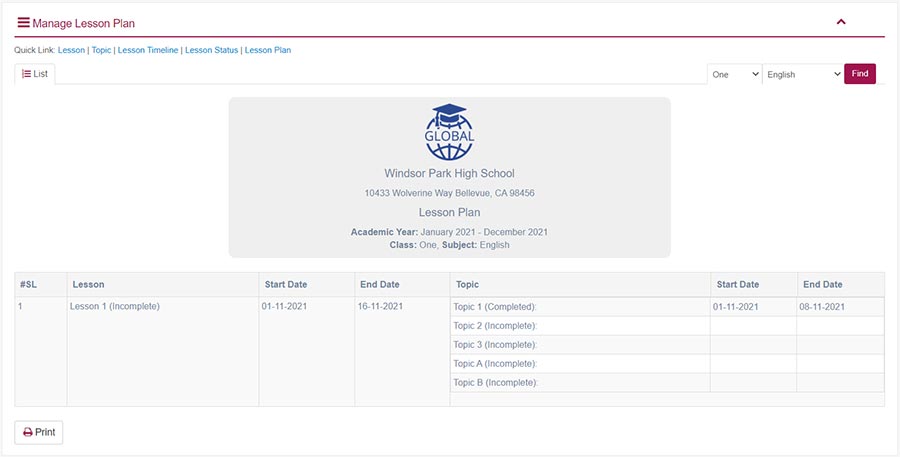 Manage Lesson Plan
Quick Link: Lesson | Topic | Lesson Timeline | Lesson Status | Lesson Plan
List One English Find
GLOBAL
Windsor Park High School
10433 Wolverine Way Bellevue, CA 98456
Lesson Plan
Academic Year: January 2021 - December 2021
Class: One, Subject: English
#SL Lesson Start Date End Date Topic Start Date End Date
1 Lesson 1 (Incomplete) 01-11-2021 16-11-2021 Topic 1 (Completed): 01-11-2021 08-11-2021
Topic 2 (Incomplete):
Topic 3 (Incomplete):
Topic A (Incomplete):
Topic B (Incomplete):
Print